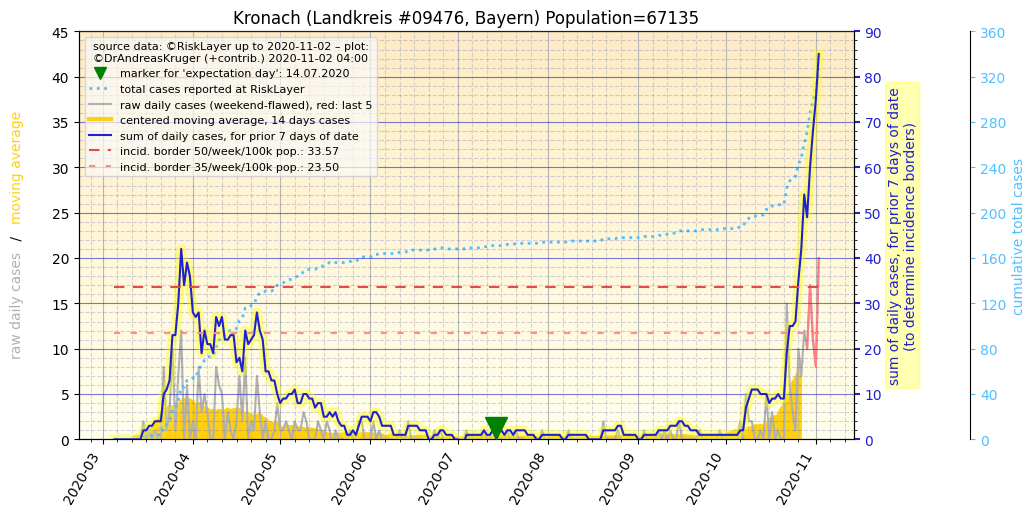 Kronach (Landkreis #09476, Bayern) Population=67135
source data: ©RiskLayer up to 2020-11-02 – plot:
©DrAndreasKruger (+contrib.) 2020-11-02 04:00
marker for 'expectation day': 14.07.2020
total cases reported at RiskLayer
raw daily cases (weekend-flawed), red: last 5
centered moving average, 14 days cases
sum of daily cases, for prior 7 days of date
incid. border 50/week/100k pop.: 33.57
incid. border 35/week/100k pop.: 23.50
raw daily cases / moving average
45
40
35
30
25
20
15
10
5
0
90
80
70
60
50
40
30
20
10
0
sum of daily cases, for prior 7 days of date
(to determine incidence borders)
360
320
280
240
200
160
120
80
40
0
cumulative total cases
2020-03
2020-04
2020-05
2020-06
2020-07
2020-08
2020-09
2020-10
2020-11